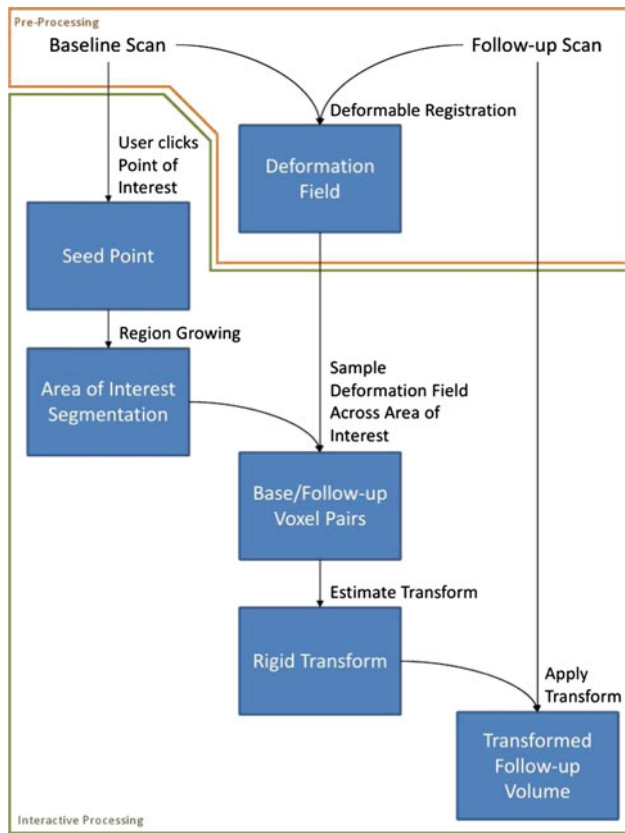 Pre-Processing
Baseline Scan
Follow-up Scan
Deformable Registration
User clicks
Point of
Interest
Deformation
Field
Seed Point
Region Growing
Area of Interest
Segmentation
Sample
Deformation Field
Across Area of
Interest
Base/Follow-up
Voxel Pairs
Estimate Transform
Rigid Transform
Apply
Transform
Transformed
Follow-up
Volume
Interactive Processing